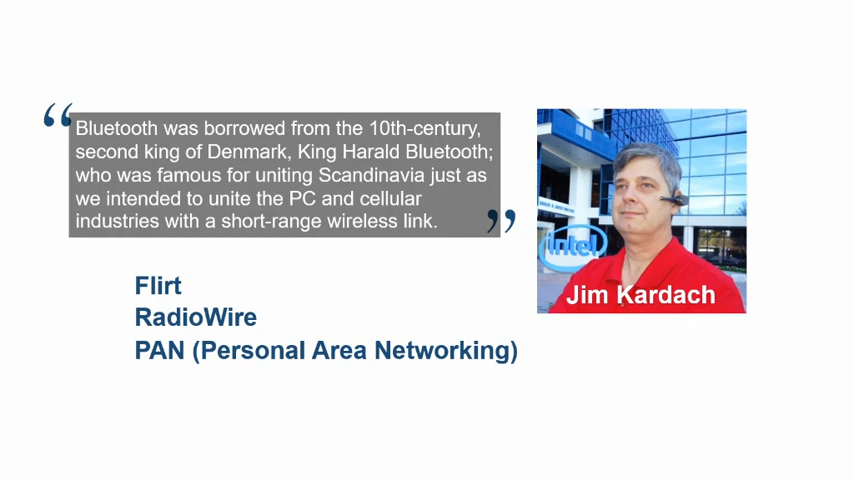 “
Bluetooth was borrowed from the 10th-century,
second king of Denmark, King Harald Bluetooth;
who was famous for uniting Scandinavia just as
we intended to unite the PC and cellular
industries with a short-range wireless link.
”
Flirt
RadioWire
PAN (Personal Area Networking)
intel
Jim Kardach